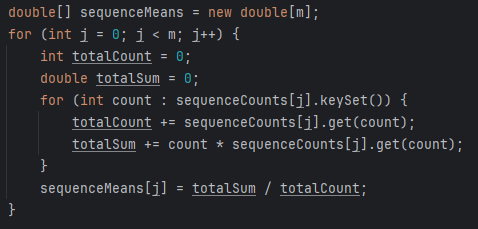 double[] sequenceMeans = new double[m];
for (int j = 0; j < m; j++) {
    int totalCount = 0;
    double totalSum = 0;
    for (int count : sequenceCounts[j].keySet()) {
        totalCount += sequenceCounts[j].get(count);
        totalSum += count * sequenceCounts[j].get(count);
    }
    sequenceMeans[j] = totalSum / totalCount;
}